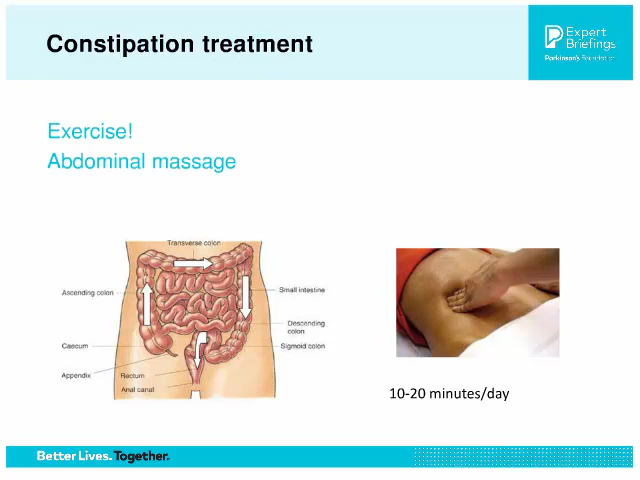 Constipation treatment
Expert
Briefings
Parkinson's Foundation
Exercise!
Abdominal massage
Transverse colon
Ascending colon
Small intestine
Descending
colon
Caecum
Sigmoid colon
Appendix
Rectum
Anal canal
10-20 minutes/day
Better Lives. Together.